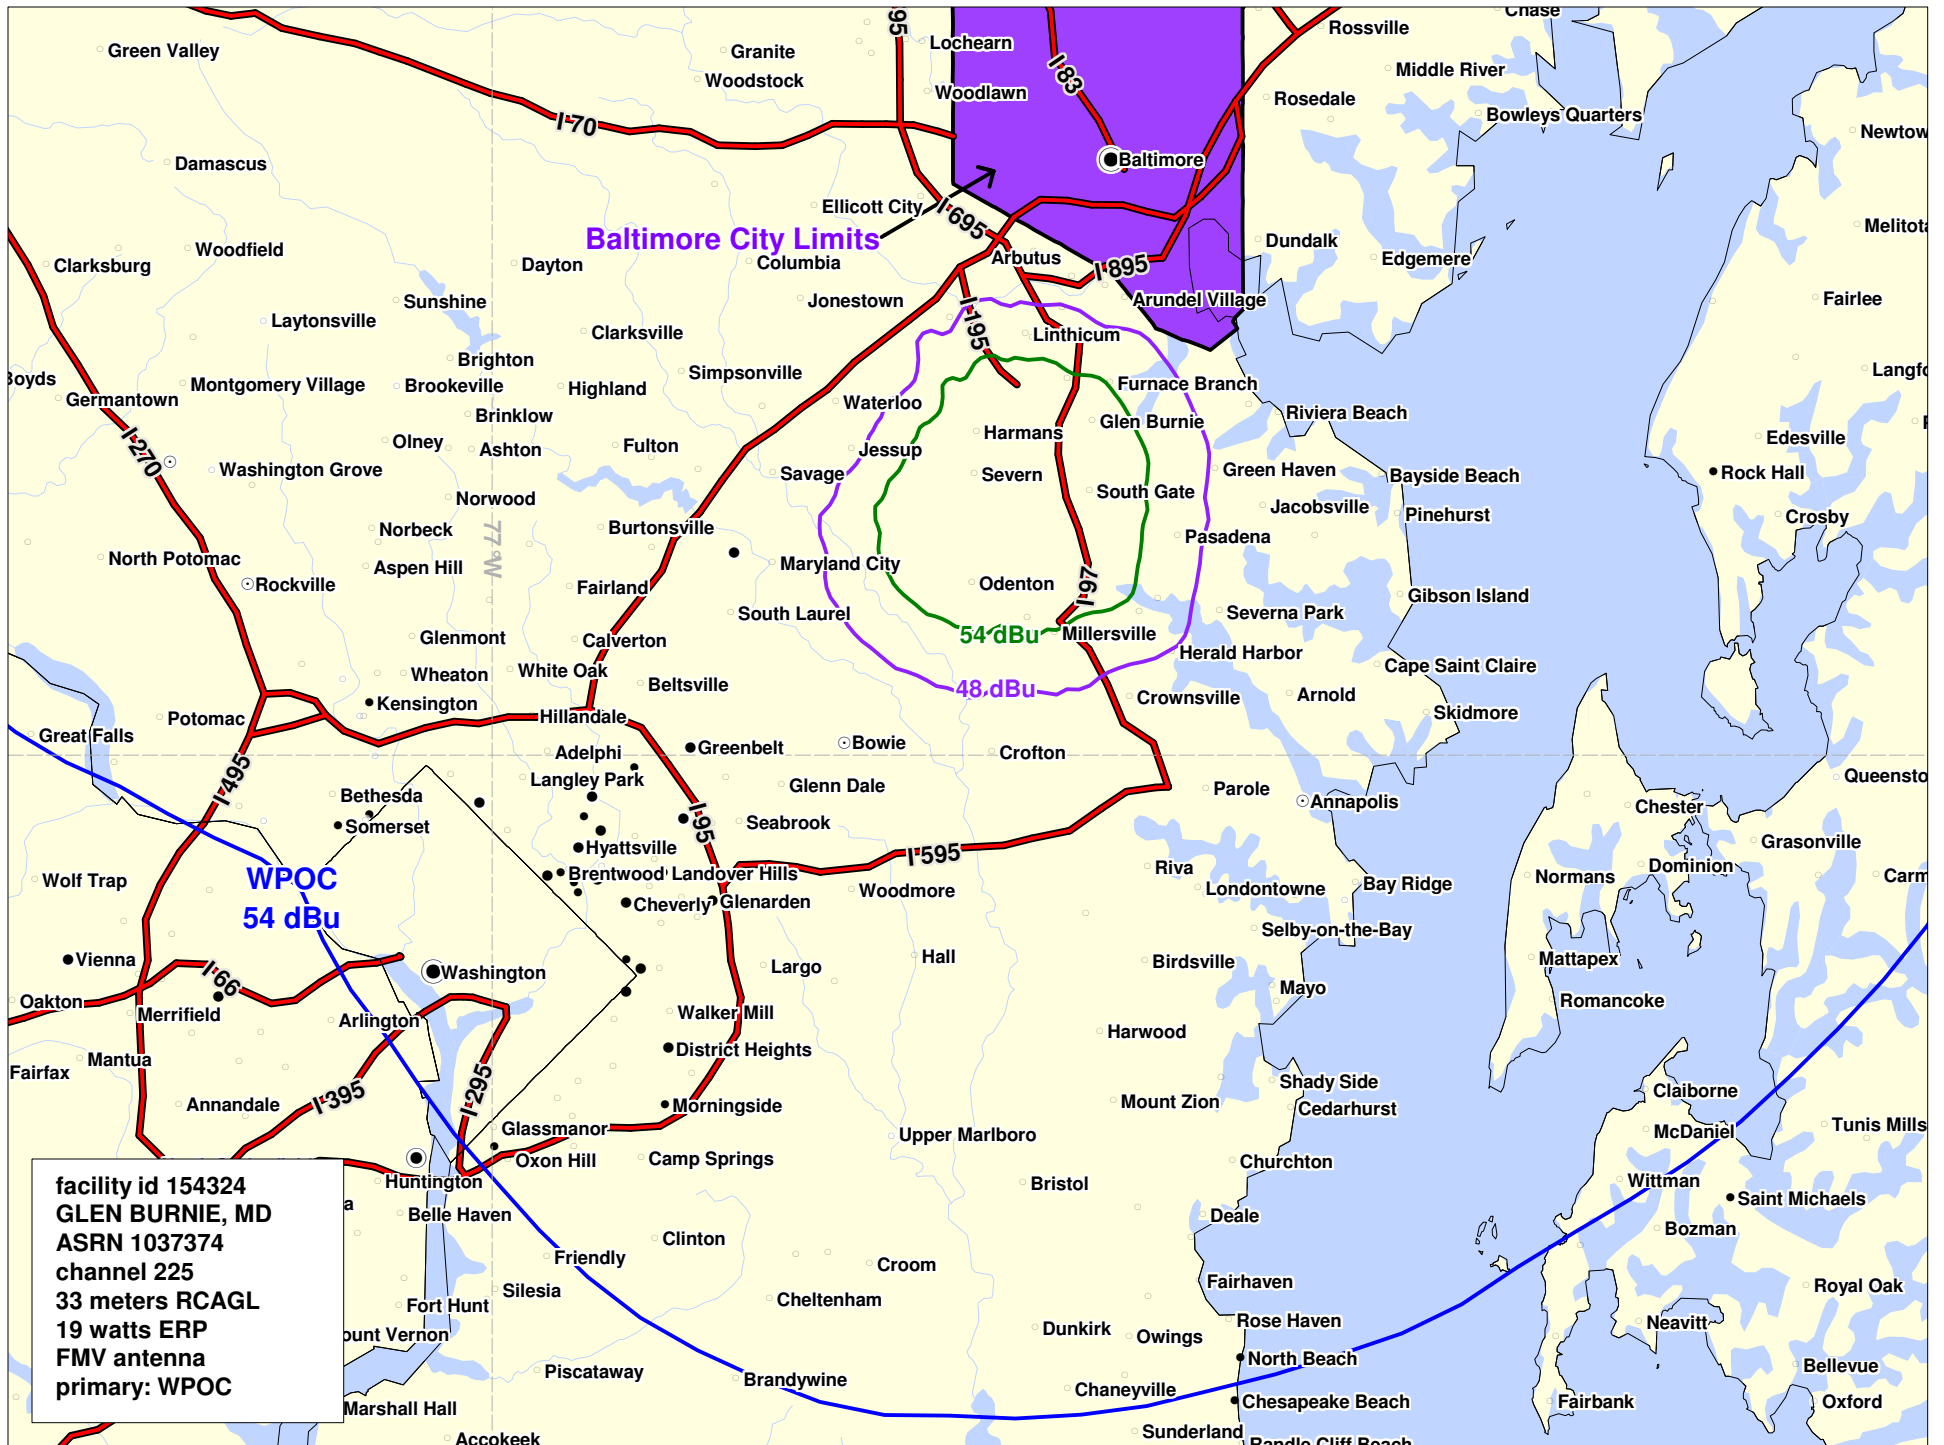 Chase
Rossville
Green Valley
Granite
Lochearn
I 95
Woodstock
I 83
Middle River
Woodlawn
Rosedale
Bowleys Quarters
I 70
Newtow
Damascus
Baltimore
Ellicott City
I 695
Melitota
Baltimore City Limits
Woodfield
Dundalk
Clarksburg
Dayton
Columbia
Arbutus
I 895
Edgemere
Sunshine
Jonestown
Arundel Village
Fairlee
Laytonsville
Clarksville
I 195
Linthicum
Brighton
Boyds
Montgomery Village
Brookeville
Highland
Simpsonville
Furnace Branch
Langfo
Germantown
Brinklow
Waterloo
Riviera Beach
Glen Burnie
Olney
Ashton
Fulton
Jessup
Harmans
Edesville
I 270
Washington Grove
Savage
Severn
Green Haven
Bayside Beach
Rock Hall
Norwood
South Gate
Jacobsville
Pinehurst
Crosby
Norbeck
77 W
Burtonsville
Pasadena
North Potomac
Aspen Hill
Maryland City
Rockville
Fairland
Odenton
I 97
Gibson Island
South Laurel
Severna Park
Glenmont
Calverton
54 dBu
Millersville
Herald Harbor
Cape Saint Claire
Wheaton
White Oak
Beltsville
48 dBu
Crownsville
Arnold
Kensington
Skidmore
Potomac
Hillandale
Great Falls
Adelphi
Greenbelt
Bowie
Crofton
I 495
Langley Park
Glenn Dale
Parole
Annapolis
Queensto
Bethesda
Chester
Somerset
I 95
Seabrook
Grasonville
Hyattsville
I 595
Wolf Trap
WPOC
54 dBu
Brentwood
Landover Hills
Woodmore
Riva
Londontowne
Bay Ridge
Normans
Dominion
Carm
Cheverly
Glenarden
Selby-on-the-Bay
Vienna
I 66
Washington
Largo
Hall
Birdsville
Mattapex
Oakton
Mayo
Romancoke
Merrifield
Arlington
Walker Mill
Harwood
Mantua
District Heights
Fairfax
I 395
I 295
Shady Side
Claiborne
Annandale
Morningside
Mount Zion
Cedarhurst
Glassmanor
Upper Marlboro
McDaniel
Tunis Mills
Oxon Hill
Camp Springs
Churchton
Huntington
Bristol
Wittman
Saint Michaels
a
Belle Haven
Deale
Clinton
Bozman
Friendly
Croom
Silesia
Fairhaven
Royal Oak
Fort Hunt
Cheltenham
Dunkirk
Owings
Rose Haven
Neavitt
ount Vernon
North Beach
Piscataway
Brandywine
Chaneyville
Bellevue
Marshall Hall
Chesapeake Beach
Fairbank
Oxford
Accokeek
Sunderland
Randle Cliff Beach
facility id 154324
GLEN BURNIE, MD
ASRN 1037374
channel 225
33 meters RCAGL
19 watts ERP
FMV antenna
primary: WPOC